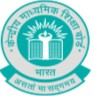 केन्द्रीय माध्यमिक शिक्षा बोर्ड
भारत
असतो मा सद्गमय